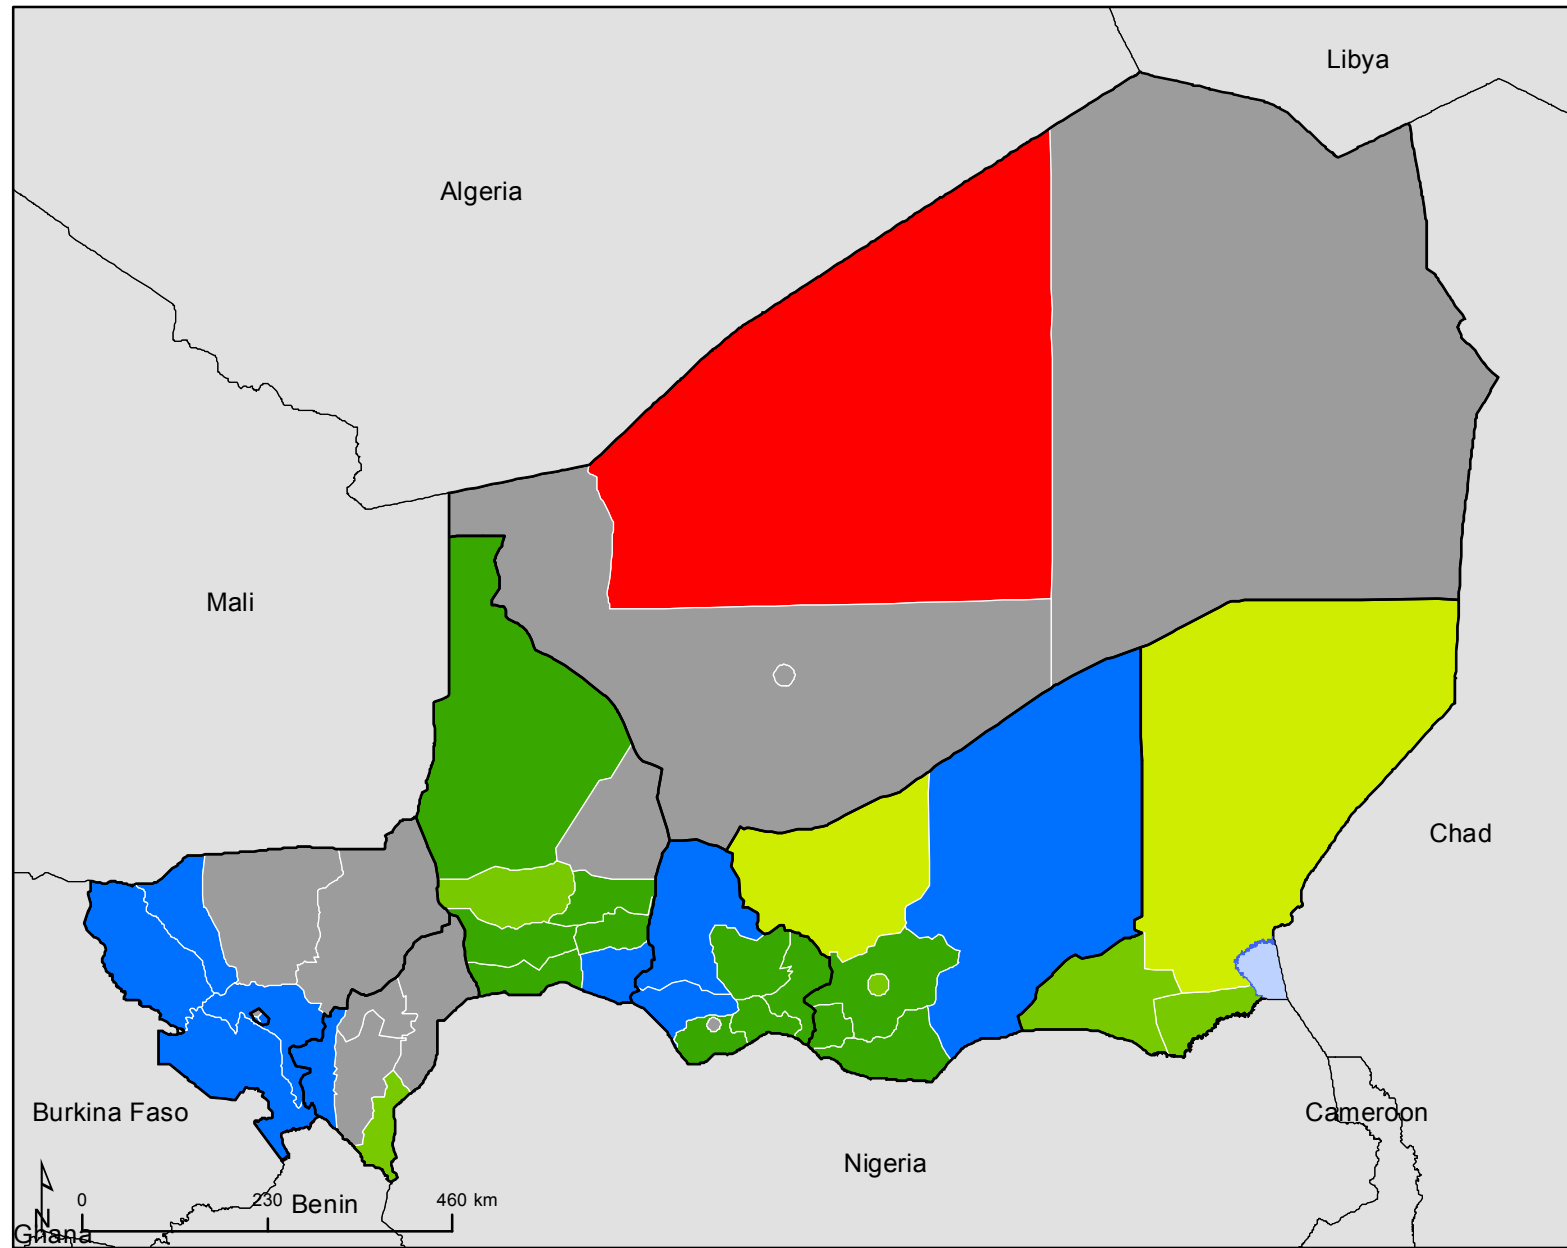 Libya
Algeria
Mali
Chad
Burkina Faso
Cameroon
Nigeria
0 230 460 km
Benin
N
Ghana